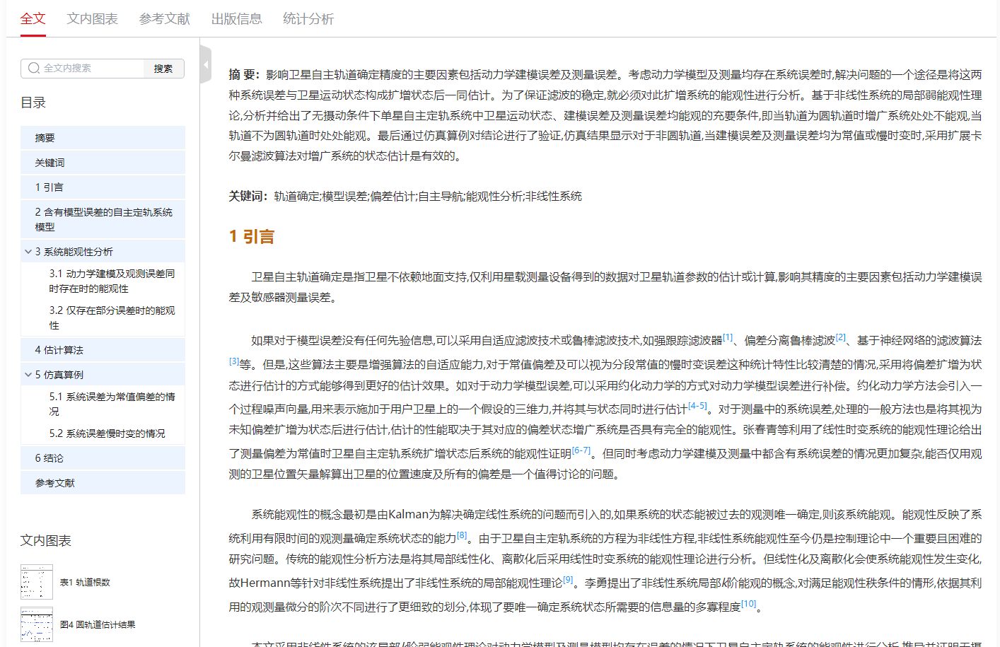 全文 文内图表 参考文献 出版信息 统计分析
全文内搜索 搜索
目录
摘要
关键词
1 引言
2 含有模型误差的自主定轨系统
模型
3 系统能观性分析
3.1 动力学建模及观测误差同
时存在时的能观性
3.2 仅存在部分误差时的能观
性
4 估计算法
5 仿真算例
5.1 系统误差为常值偏差的情
况
5.2 系统误差慢时变的情况
6 结论
参考文献
文内图表
表1 轨道根数
图4 圆轨道估计结果
摘 要：影响卫星自主轨道确定精度的主要因素包括动力学建模误差及测量误差。考虑动力学模型及测量均存在系统误差时,解决问题的一个途径是将这两
种系统误差与卫星运动状态构成扩增状态后一同估计。为了保证滤波的稳定,就必须对此扩增系统的能观性进行分析。基于非线性系统的局部弱能观性理
论,分析并给出了无摄动条件下单星自主定轨系统中卫星运动状态、建模误差及测量误差均能观的充要条件,即当轨道为圆轨道时增广系统处处不能观,当
轨道不为圆轨道时处处能观。最后通过仿真算例对结论进行了验证,仿真结果显示对于非圆轨道,当建模误差及测量误差均为常值或慢时变时,采用扩展卡
尔曼滤波算法对增广系统的状态估计是有效的。
关键词：轨道确定;模型误差;偏差估计;自主导航;能观性分析;非线性系统
1 引言
卫星自主轨道确定是指卫星不依赖地面支持,仅利用星载测量设备得到的数据对卫星轨道参数的估计或计算,影响其精度的主要因素包括动力学建模误
差及敏感器测量误差。
如果对于模型误差没有任何先验信息,可以采用自适应滤波技术或鲁棒滤波技术,如强跟踪滤波器[1]、偏差分离鲁棒滤波[2]、基于神经网络的滤波算法
[3]等。但是,这些算法主要是增强算法的自适应能力,对于常值偏差及可以视为分段常值的慢时变误差这种统计特性比较清楚的情况,采用将偏差扩增为状
态进行估计的方式能够得到更好的估计效果。如对于动力学模型误差,可以采用约化动力学的方式对动力学模型误差进行补偿。约化动力学方法会引入一
个过程噪声向量,用来表示施加于用户卫星上的一个假设的三维力,并将其与状态同时进行估计[4-5]。对于测量中的系统误差,处理的一般方法也是将其视为
未知偏差扩增为状态后进行估计,估计的性能取决于其对应的偏差状态增广系统是否具有完全的能观性。张春青等利用了线性时变系统的能观性理论给出
了测量偏差为常值时卫星自主定轨系统扩增状态后系统的能观性证明[6-7]。但同时考虑动力学建模及测量中都含有系统误差的情况更加复杂,能否仅用观
测的卫星位置矢量解算出卫星的位置速度及所有的偏差是一个值得讨论的问题。
系统能观性的概念最初是由Kalman为解决确定线性系统的问题而引入的,如果系统的状态能被过去的观测唯一确定,则该系统能观。能观性反映了系
统利用有限时间的观测量确定系统状态的能力[8]。由于卫星自主定轨系统的方程为非线性方程,非线性系统能观性至今仍是控制理论中一个重要且困难的
研究问题。传统的能观性分析方法是将其局部线性化、离散化后采用线性时变系统的能观性理论进行分析。但线性化及离散化会使系统能观性发生变化,
故Hermann等针对非线性系统提出了非线性系统的局部能观性理论[9]。李勇提出了非线性系统局部k阶能观的概念,对满足能观性秩条件的情形,依据其利
用的观测量微分的阶次不同进行了更细致的划分,体现了要唯一确定系统状态所需要的信息量的多寡程度[10]。